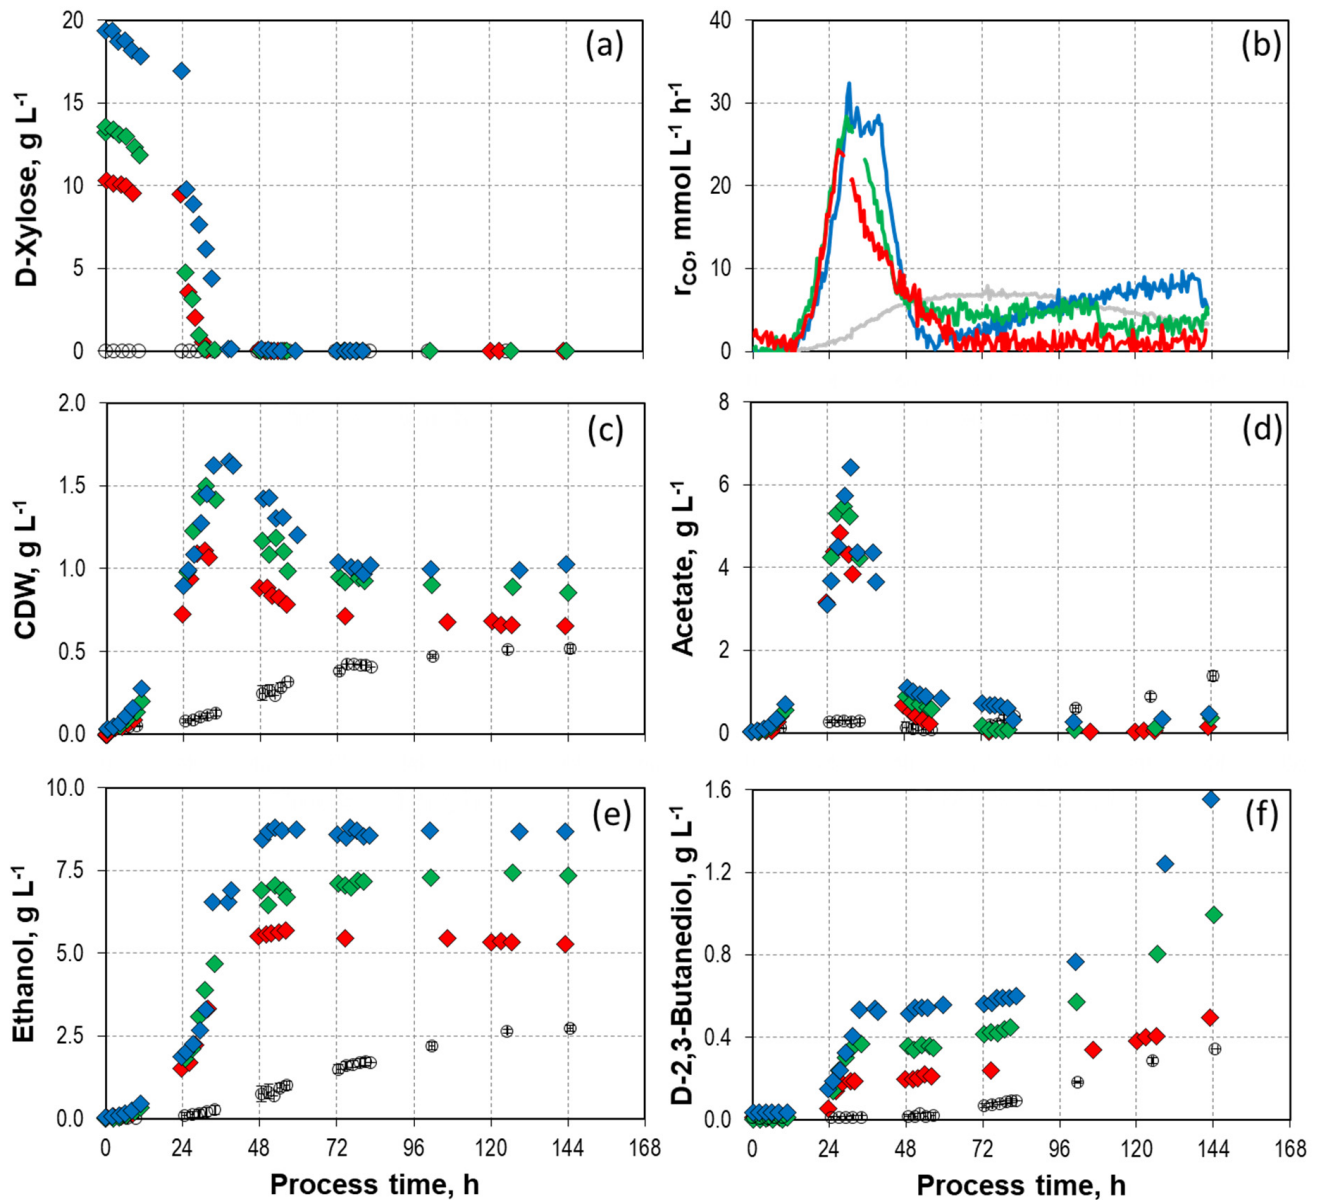 (a)
D-Xylose, g L⁻¹
20
15
10
5
0
(b)
r_CO, mmol L⁻¹ h⁻¹
40
30
20
10
0
(c)
CDW, g L⁻¹
2.0
1.5
1.0
0.5
0.0
(d)
Acetate, g L⁻¹
8
6
4
2
0
(e)
Ethanol, g L⁻¹
10.0
7.5
5.0
2.5
0.0
0 24 48 72 96 120 144 168
Process time, h
(f)
D-2,3-Butanediol, g L⁻¹
1.6
1.2
0.8
0.4
0.0
0 24 48 72 96 120 144 168
Process time, h